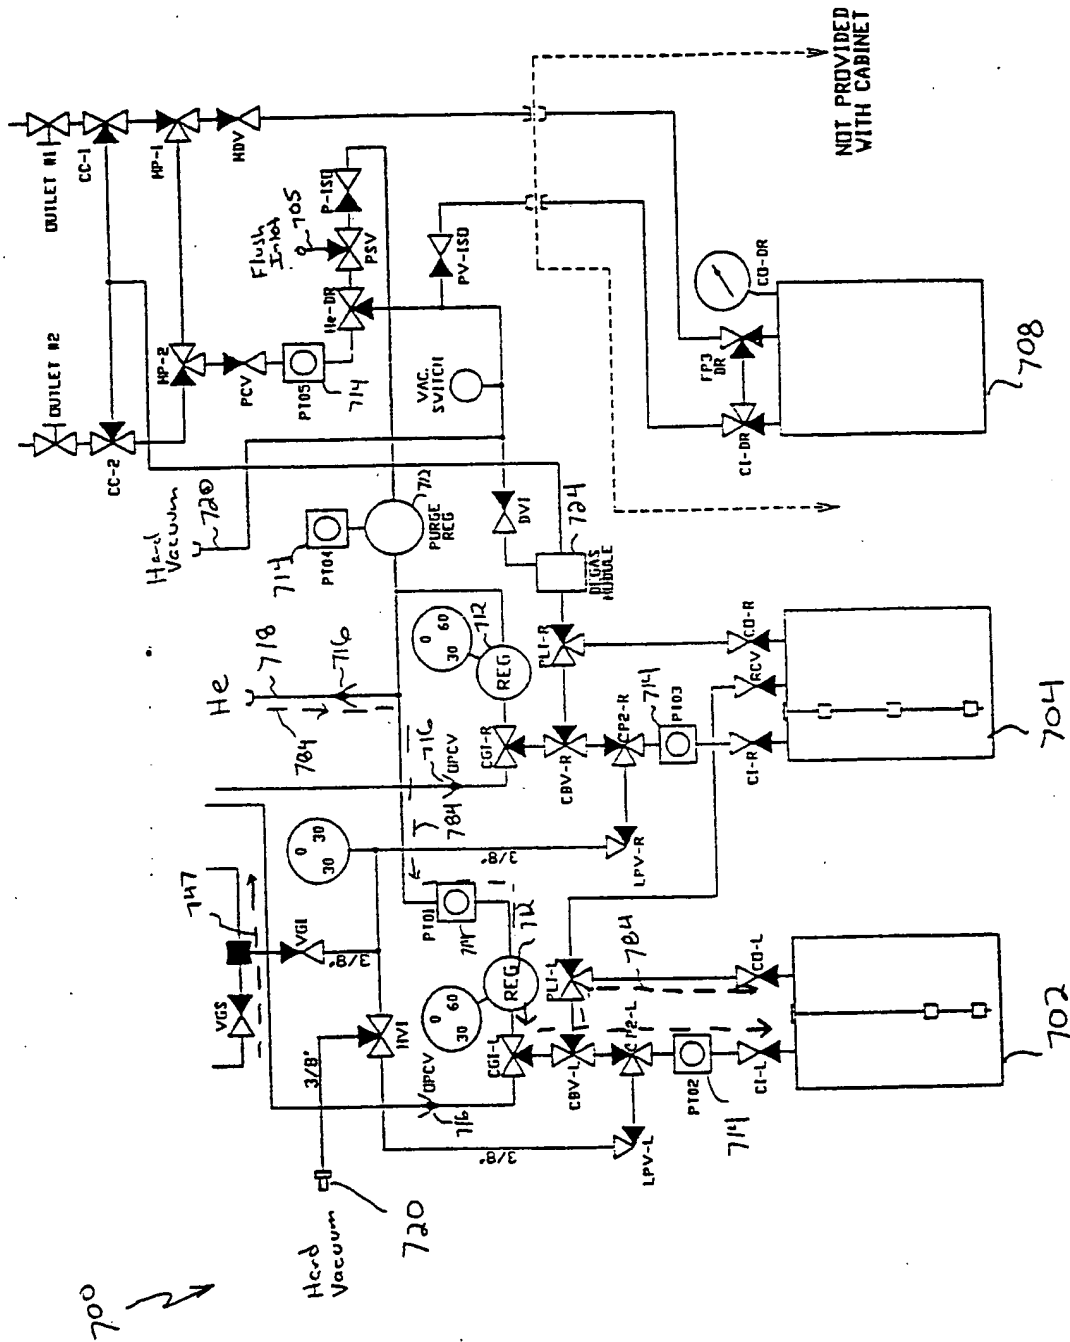 700
Hard
Vacuum
720
3/8"
HVI
VGS
747
VGI
3/8"
0
30
30
3/8"
3/8"
OPCV
716
0
60
30
REG
712
PT01
714
CGI-L
CBV-L
PLI-L
CP2-L
784
LPV-L
PT02
714
CI-L
CO-L
702
He
718
716
784
716
OPCV
784
0
60
30
REG
712
CGI-R
CBV-R
PLI-R
CP2-R
LPV-R
714
PT03
CI-R
RCV
CO-R
704
Hard
Vacuum
720
714
PT04
712
PURGE
REG
DVI
724
DEGAS
MODULE
VAC.
SWITCH
OUTLET #2
CC-2
HP-2
PCV
PT05
714
He-DR
Flush
Inlet
705
PSV
P-ISO
PV-ISO
OUTLET #1
CC-1
HP-1
MDV
NOT PROVIDED
WITH CABINET
CI-DR
FP3
DR
CO-DR
708